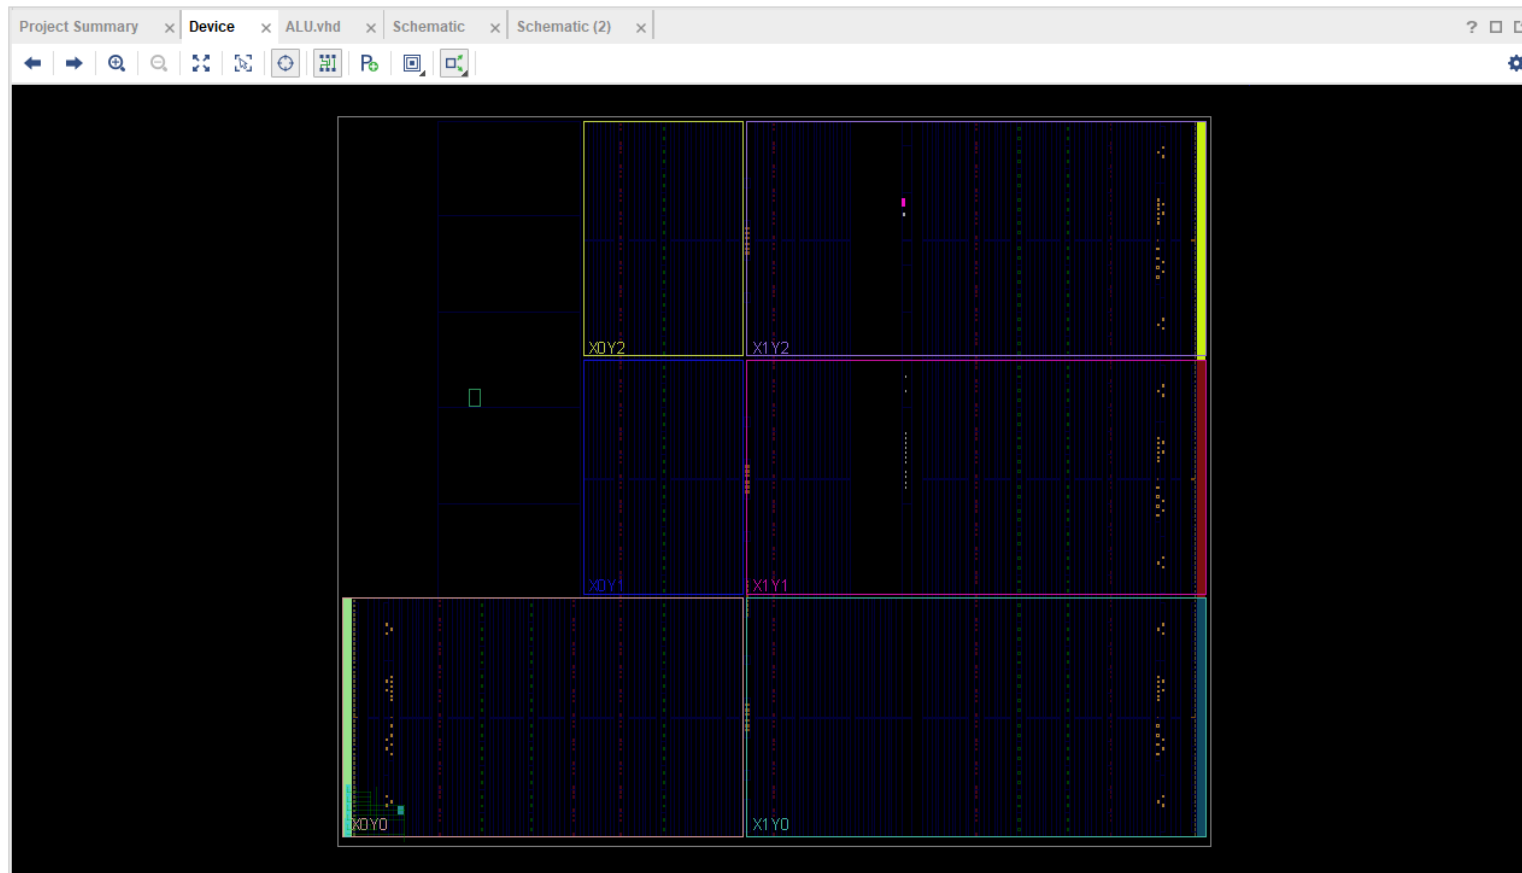 Project Summary Device ALU.vhd Schematic Schematic (2) ?
X0Y2 X1Y2
X0Y1 X1Y1
X0Y0 X1Y0